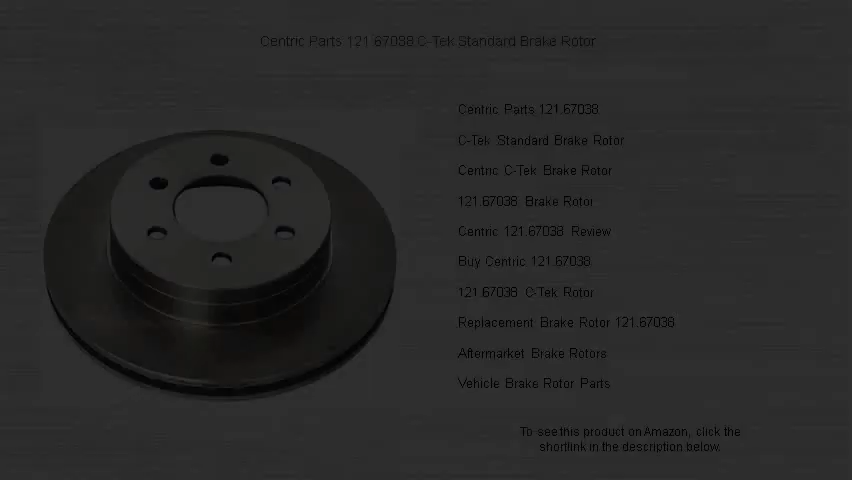 Centric Parts 121.67038 C-Tek Standard Brake Rotor
Centric Parts 121.67038
C-Tek Standard Brake Rotor
Centric C-Tek Brake Rotor
121.67038 Brake Rotor
Centric 121.67038 Review
Buy Centric 121.67038
121.67038 C-Tek Rotor
Replacement Brake Rotor 121.67038
Aftermarket Brake Rotors
Vehicle Brake Rotor Parts
To see this product on Amazon, click the
shortlink in the description below.